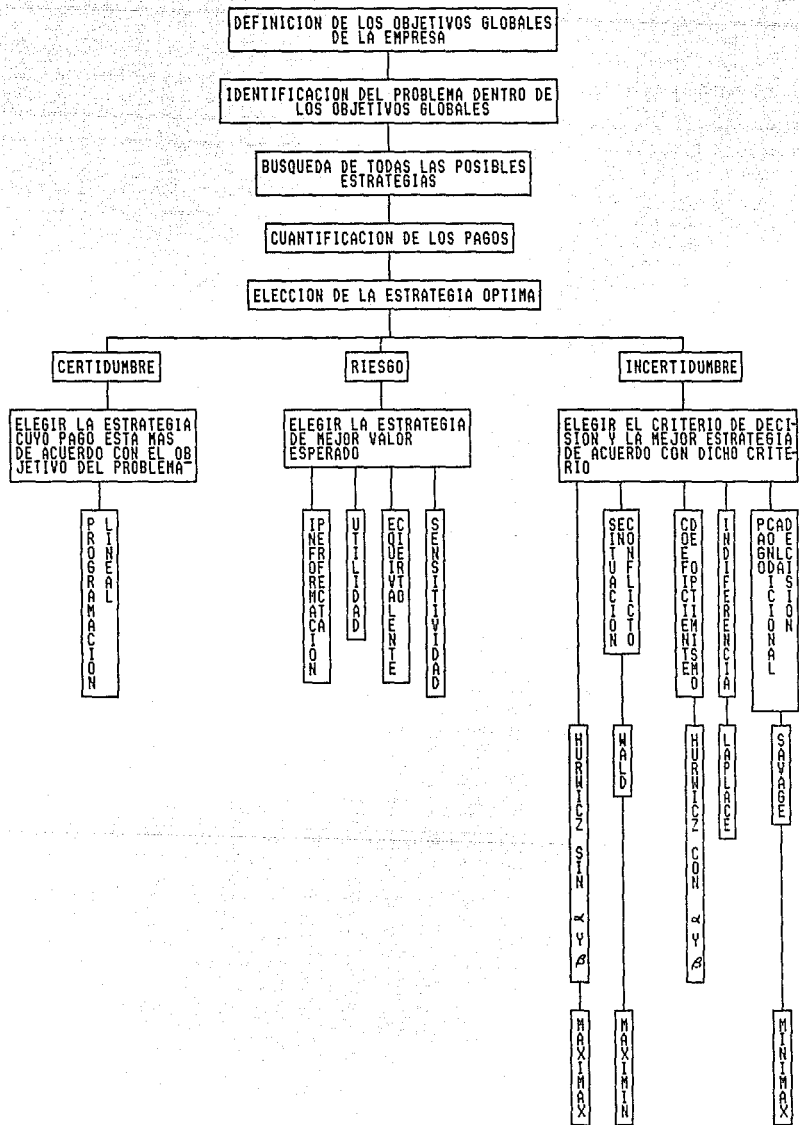 DEFINICION DE LOS OBJETIVOS GLOBALES
DE LA EMPRESA
IDENTIFICACION DEL PROBLEMA DENTRO DE
LOS OBJETIVOS GLOBALES
BUSQUEDA DE TODAS LAS POSIBLES
ESTRATEGIAS
CUANTIFICACION DE LOS PAGOS
ELECCION DE LA ESTRATEGIA OPTIMA
CERTIDUMBRE
RIESGO
INCERTIDUMBRE
ELEGIR LA ESTRATEGIA
CUYO PAGO ESTA MAS
DE ACUERDO CON EL OB
JETIVO DEL PROBLEMA-
ELEGIR LA ESTRATEGIA
DE MEJOR VALOR
ESPERADO
ELEGIR EL CRITERIO DE DECI-
SION Y LA MEJOR ESTRATEGIA
DE ACUERDO CON DICHO CRITE-
RIO
PROGRAMACION
LINEAL
INFORMACION
PERFECTA
UTILIDAD
EQUIVALENTE
CIERTO
SENSITIVIDAD
SITUACION
EN
CONFLICTO
COEFICIENTE
DE OPTIMISMO
INDIFERENCIA
PAGO
CONDICIONAL
A LA
DECISION
HURWICZ SIN α Y β
WALD
HURWICZ CON α Y β
LAPLACE
SAVAGE
MAXIMAX
MAXIMIN
MINIMAX